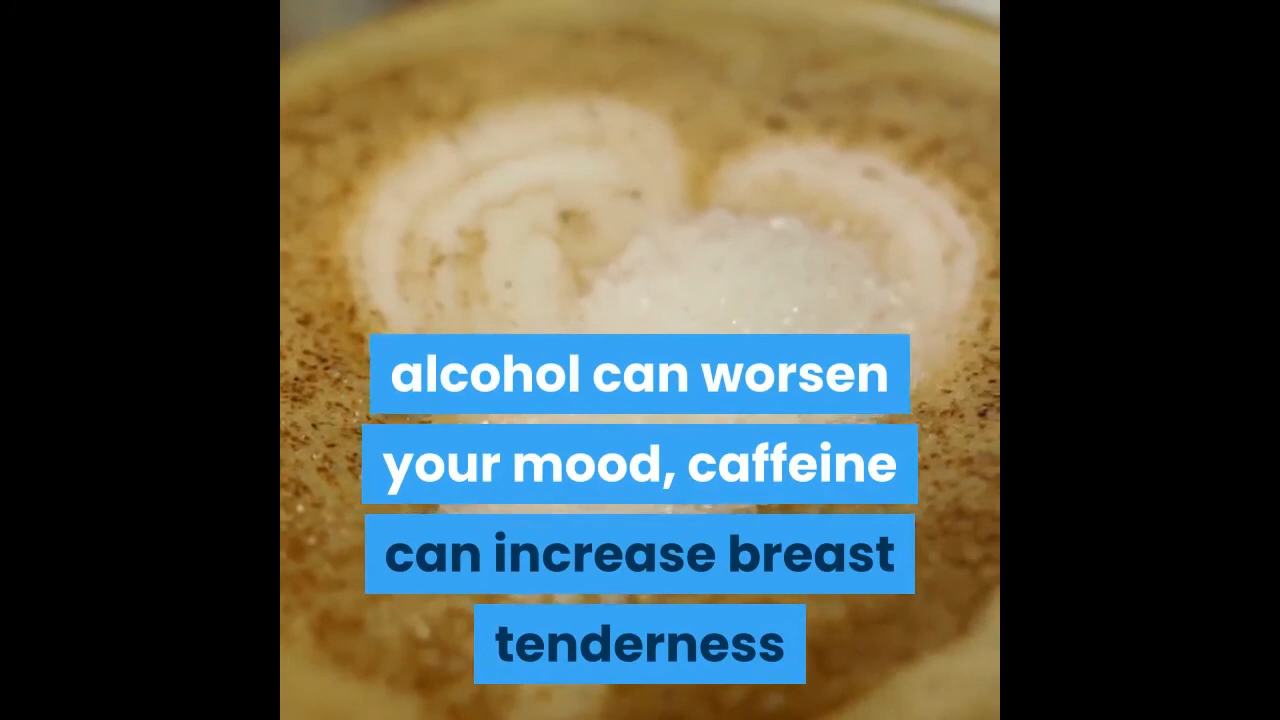 alcohol can worsen
your mood, caffeine
can increase breast
tenderness